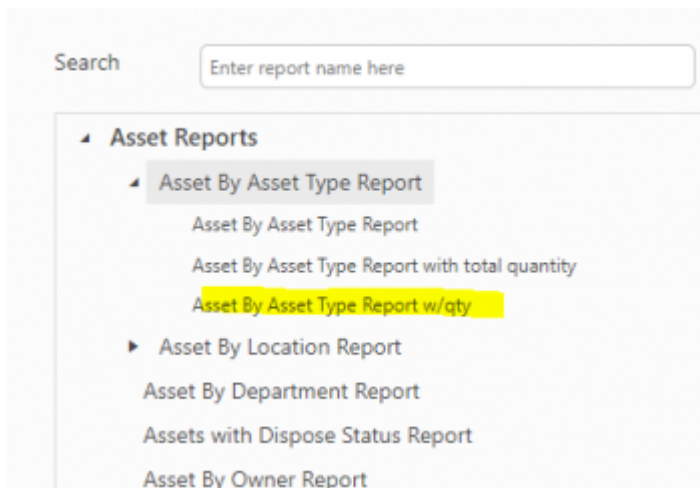 Search
Enter report name here
Asset Reports
Asset By Asset Type Report
Asset By Asset Type Report
Asset By Asset Type Report with total quantity
Asset By Asset Type Report w/qty
Asset By Location Report
Asset By Department Report
Assets with Dispose Status Report
Asset By Owner Report